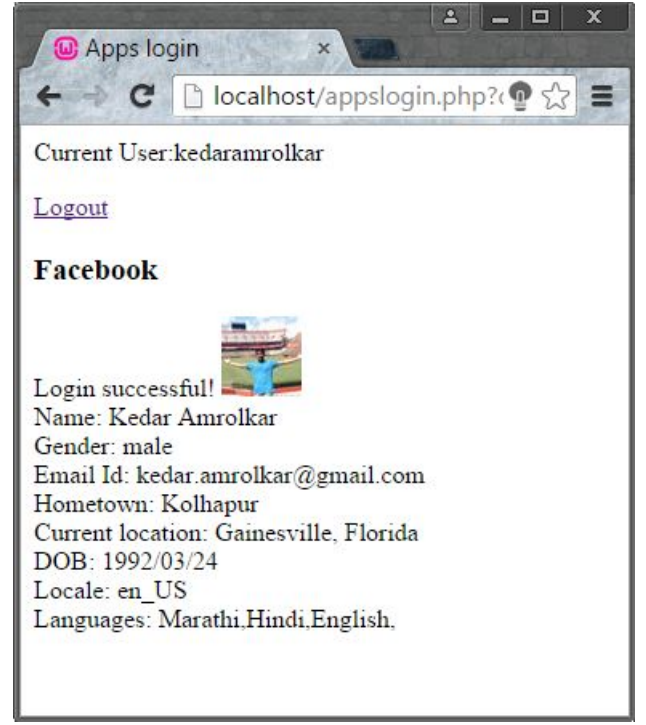 Apps login
localhost/appslogin.php?c
Current User:kedaramrolkar
Logout
Facebook
Login successful!
Name: Kedar Amrolkar
Gender: male
Email Id: kedar.amrolkar@gmail.com
Hometown: Kolhapur
Current location: Gainesville, Florida
DOB: 1992/03/24
Locale: en_US
Languages: Marathi,Hindi,English,